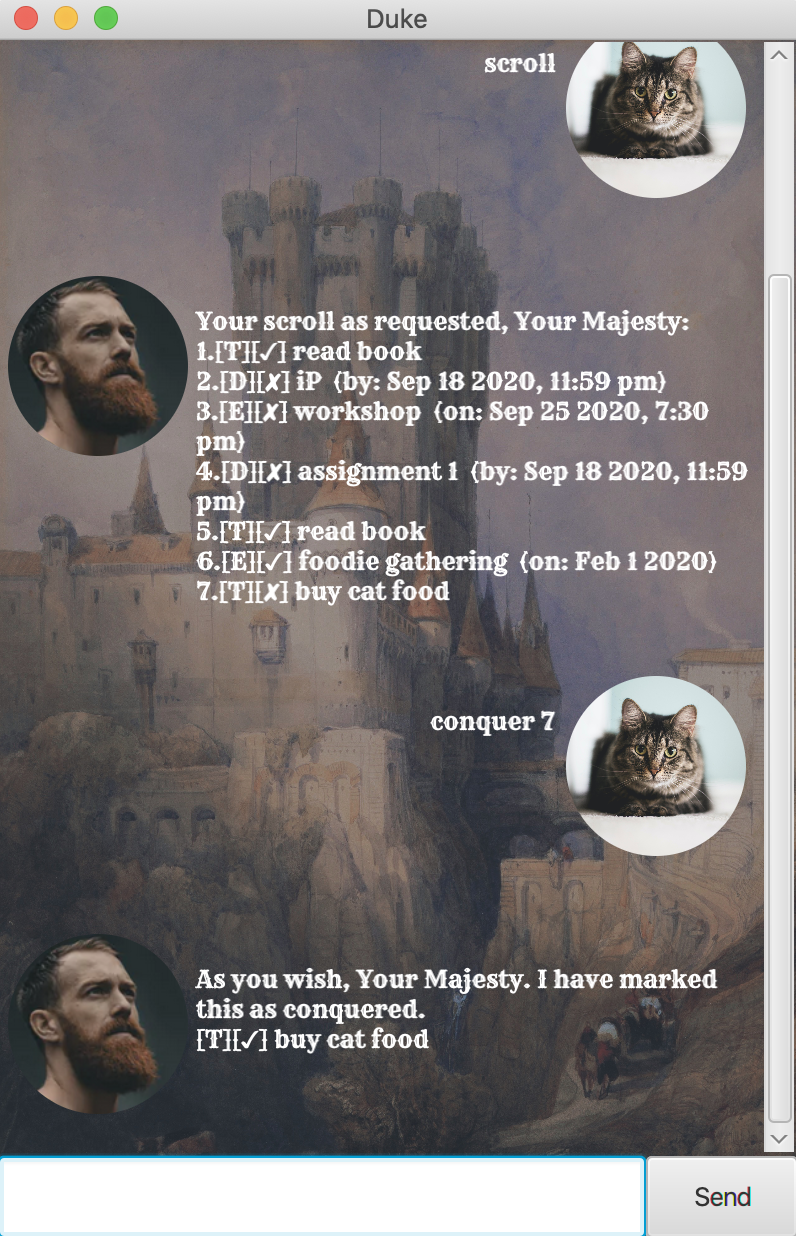 Duke
scroll
Your scroll as requested, Your Majesty:
1.[T][✓] read book
2.[D][✗] iP (by: Sep 18 2020, 11:59 pm)
3.[E][✗] workshop (on: Sep 25 2020, 7:30
pm)
4.[D][✗] assignment 1 (by: Sep 18 2020, 11:59
pm)
5.[T][✓] read book
6.[E][✓] foodie gathering (on: Feb 1 2020)
7.[T][✗] buy cat food
conquer 7
As you wish, Your Majesty. I have marked
this as conquered.
[T][✓] buy cat food
Send